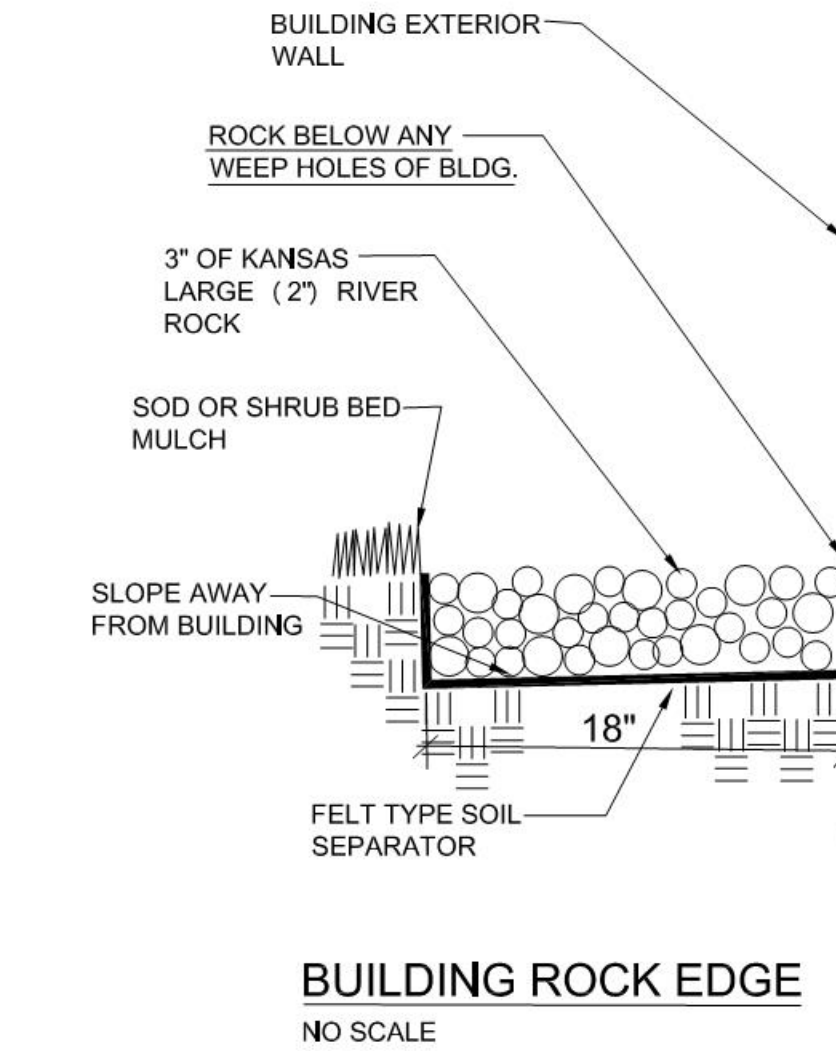 BUILDING EXTERIOR
WALL
ROCK BELOW ANY
WEEP HOLES OF BLDG.
3" OF KANSAS
LARGE (2") RIVER
ROCK
SOD OR SHRUB BED
MULCH
SLOPE AWAY
FROM BUILDING
18"
FELT TYPE SOIL
SEPARATOR
BUILDING ROCK EDGE
NO SCALE